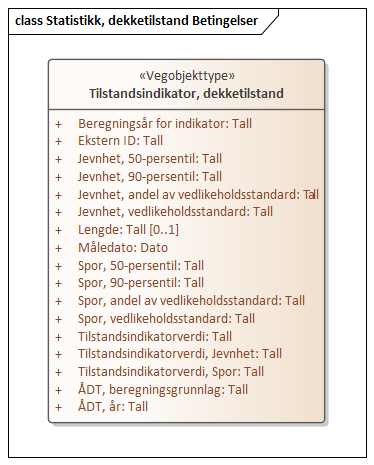 class Statistikk, dekketilstand Betingelser
«Vegobjekttype»
Tilstandsindikator, dekketilstand
+ Beregningsår for indikator: Tall
+ Ekstern ID: Tall
+ Jevnhet, 50-persentil: Tall
+ Jevnhet, 90-persentil: Tall
+ Jevnhet, andel av vedlikeholdsstandard: Tall
+ Jevnhet, vedlikeholdsstandard: Tall
+ Lengde: Tall [0..1]
+ Måledato: Dato
+ Spor, 50-persentil: Tall
+ Spor, 90-persentil: Tall
+ Spor, andel av vedlikeholdsstandard: Tall
+ Spor, vedlikeholdsstandard: Tall
+ Tilstandsindikatorverdi: Tall
+ Tilstandsindikatorverdi, Jevnhet: Tall
+ Tilstandsindikatorverdi, Spor: Tall
+ ÅDT, beregningsgrunnlag: Tall
+ ÅDT, år: Tall